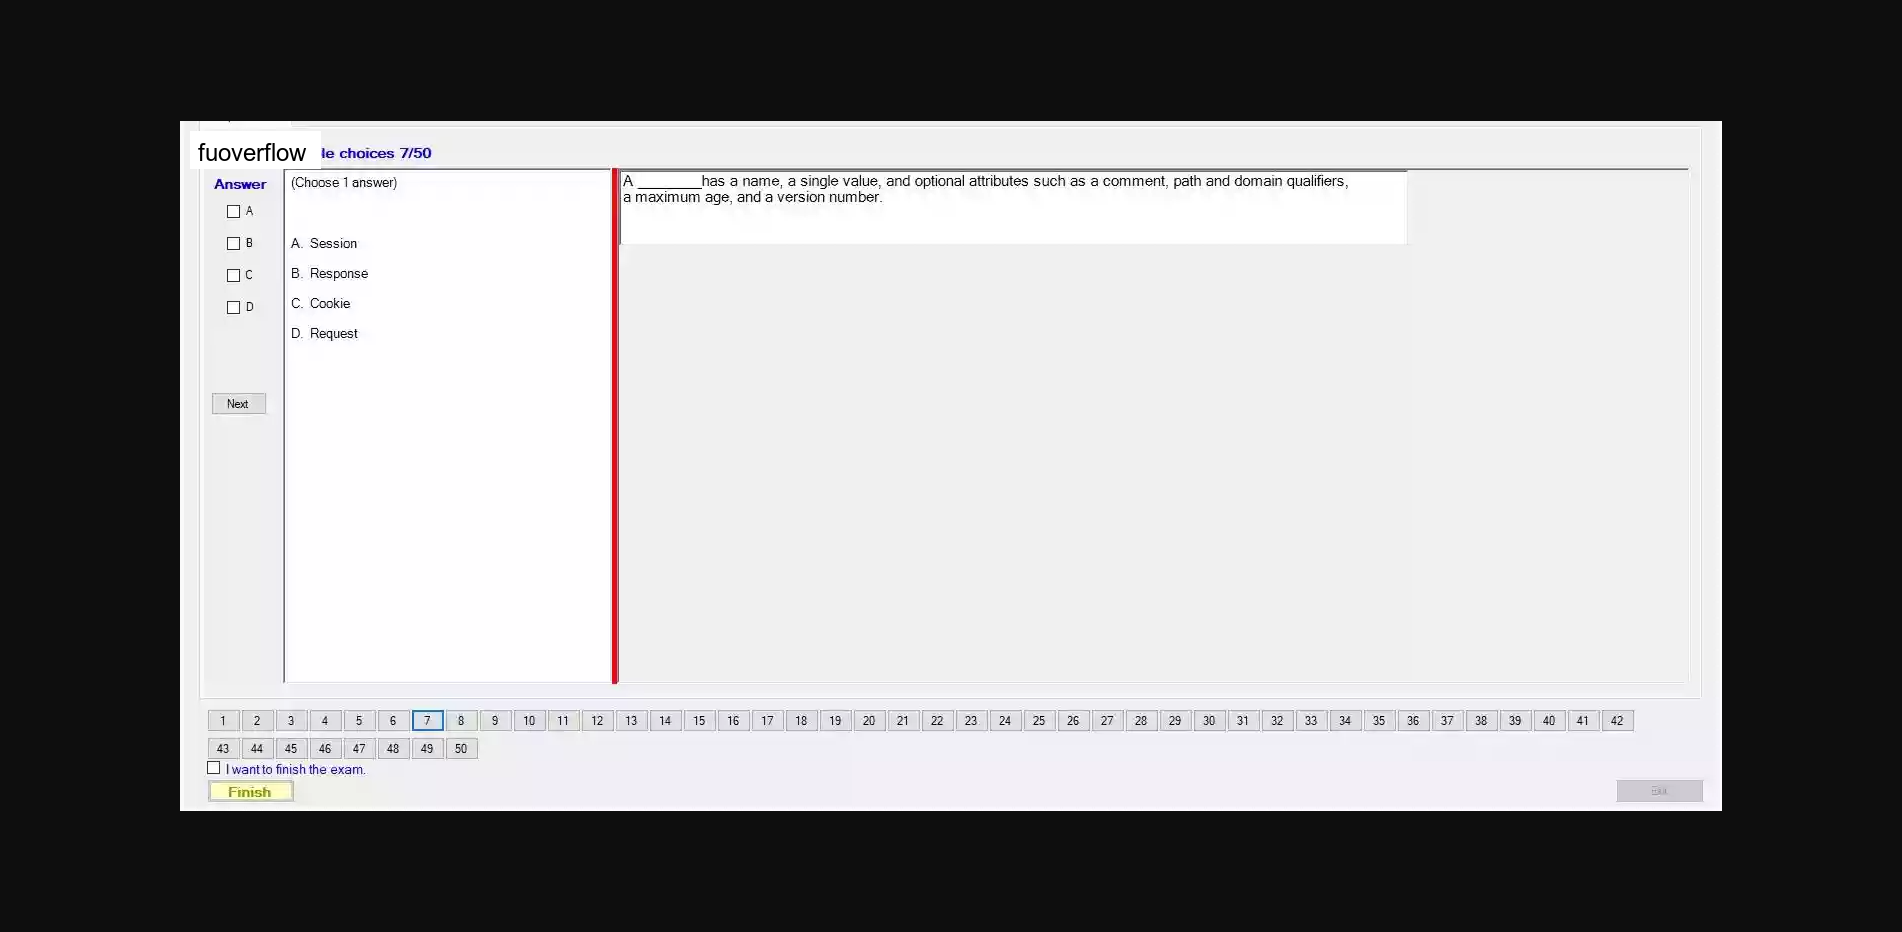 fuoverflow
le choices 7/50
Answer
A
B
C
D
Next
(Choose 1 answer)
A. Session
B. Response
C. Cookie
D. Request
A ________has a name, a single value, and optional attributes such as a comment, path and domain qualifiers,
a maximum age, and a version number.
1 2 3 4 5 6 7 8 9 10 11 12 13 14 15 16 17 18 19 20 21 22 23 24 25 26 27 28 29 30 31 32 33 34 35 36 37 38 39 40 41 42
43 44 45 46 47 48 49 50
I want to finish the exam.
Finish
Exit